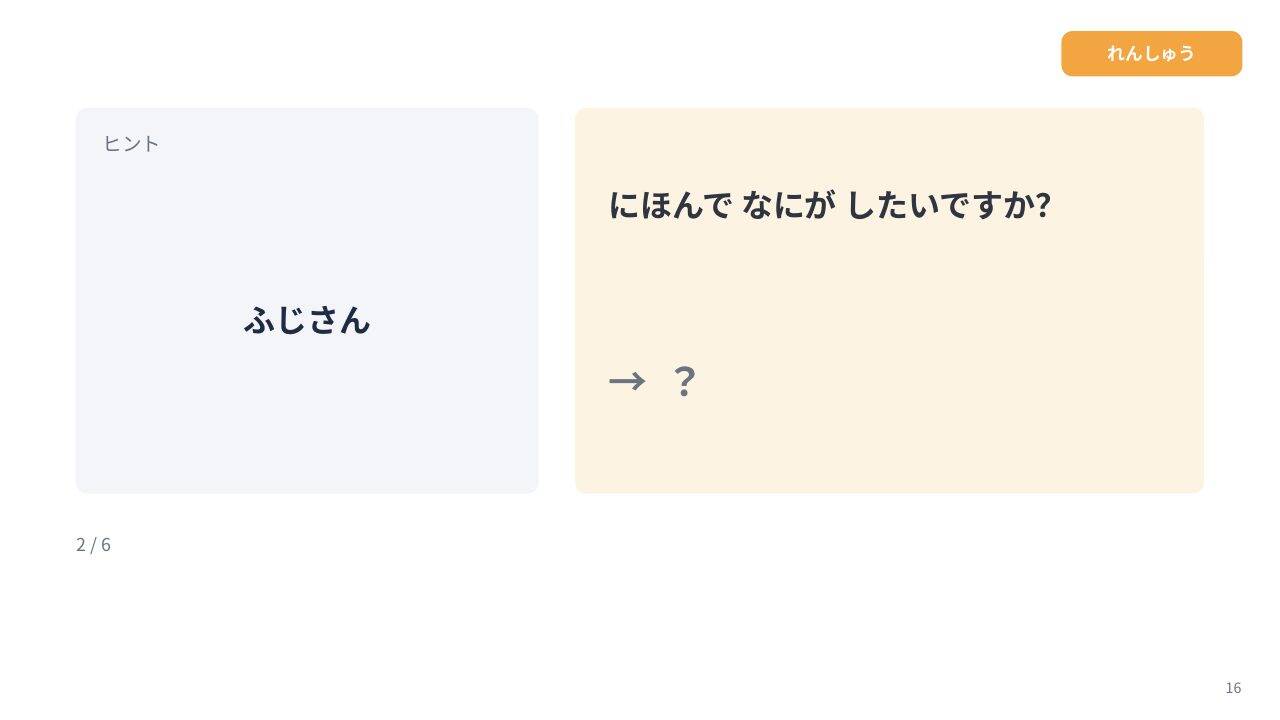 れんしゅう
ヒント
ふじさん
にほんで なにが したいですか?
→ ?
2 / 6
16